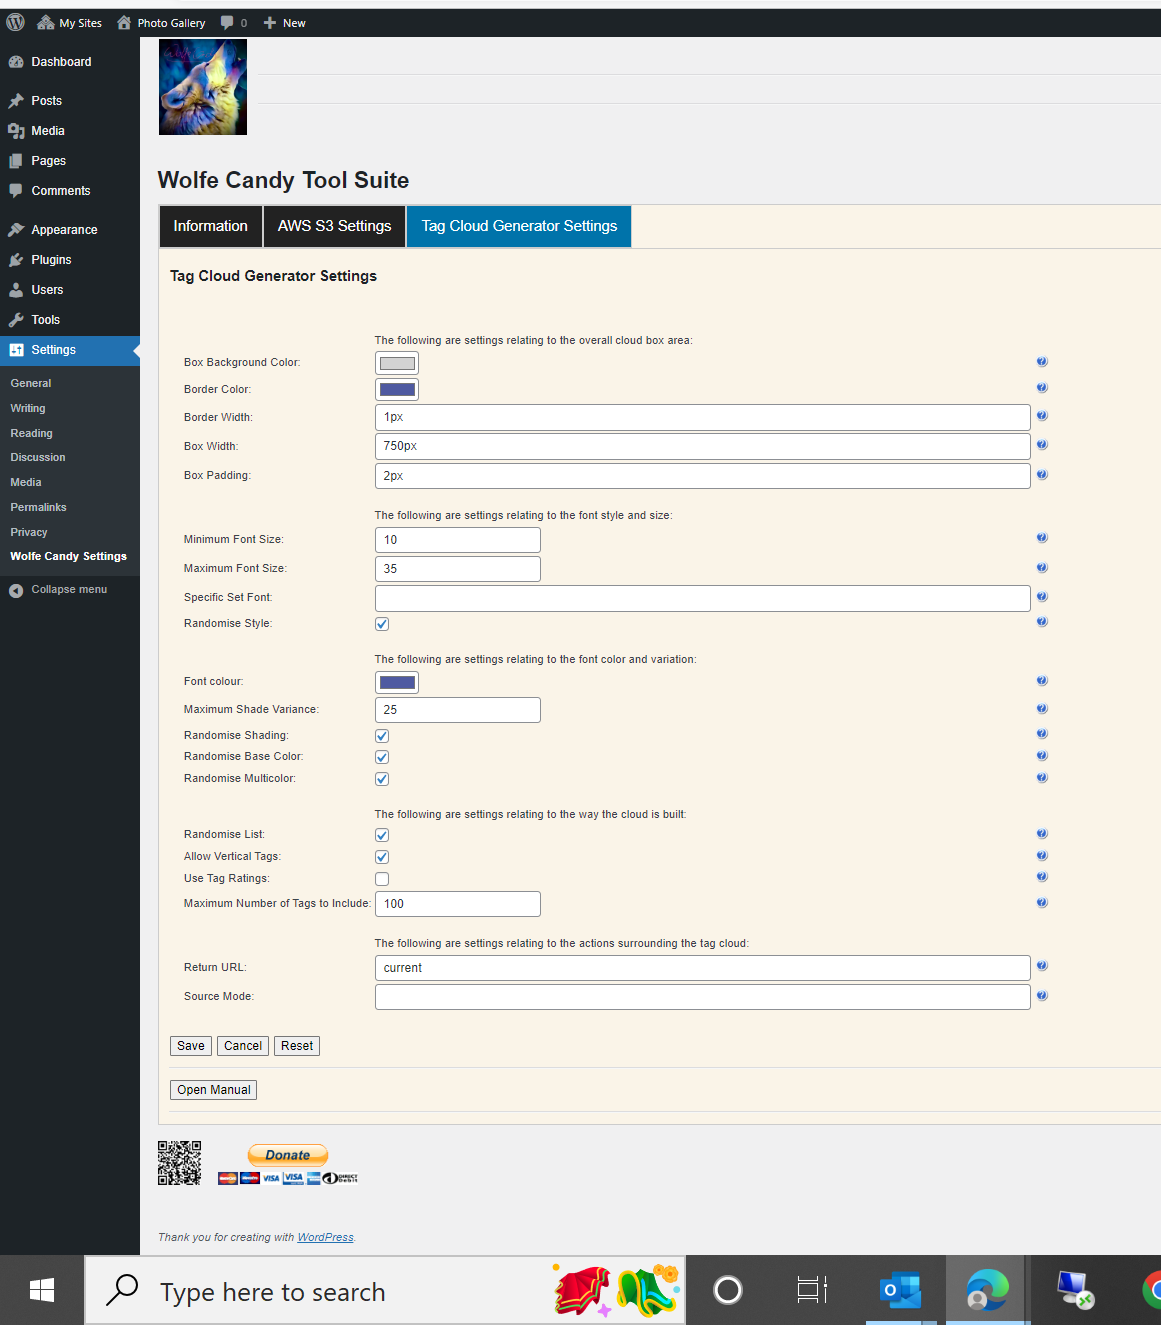 My Sites Photo Gallery 0 New
Dashboard
Posts
Media
Pages
Comments
Appearance
Plugins
Users
Tools
Settings
General
Writing
Reading
Discussion
Media
Permalinks
Privacy
Wolfe Candy Settings
Collapse menu
Wolfe Candy Tool Suite
Information AWS S3 Settings Tag Cloud Generator Settings
Tag Cloud Generator Settings
The following are settings relating to the overall cloud box area:
Box Background Color:
Border Color:
Border Width: 1px
Box Width: 750px
Box Padding: 2px
The following are settings relating to the font style and size:
Minimum Font Size: 10
Maximum Font Size: 35
Specific Set Font:
Randomise Style:
The following are settings relating to the font color and variation:
Font colour:
Maximum Shade Variance: 25
Randomise Shading:
Randomise Base Color:
Randomise Multicolor:
The following are settings relating to the way the cloud is built:
Randomise List:
Allow Vertical Tags:
Use Tag Ratings:
Maximum Number of Tags to Include: 100
The following are settings relating to the actions surrounding the tag cloud:
Return URL: current
Source Mode:
Save Cancel Reset
Open Manual
Donate
VISA VISA DIRECT Debit
Thank you for creating with WordPress.
Type here to search